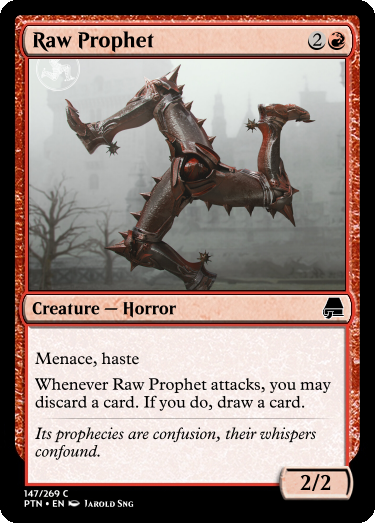 Raw Prophet 2
Creature — Horror
Menace, haste
Whenever Raw Prophet attacks, you may
discard a card. If you do, draw a card.
Its prophecies are confusion, their whispers
confound.
2/2
147/269 C
PTN • EN Jarold Sng